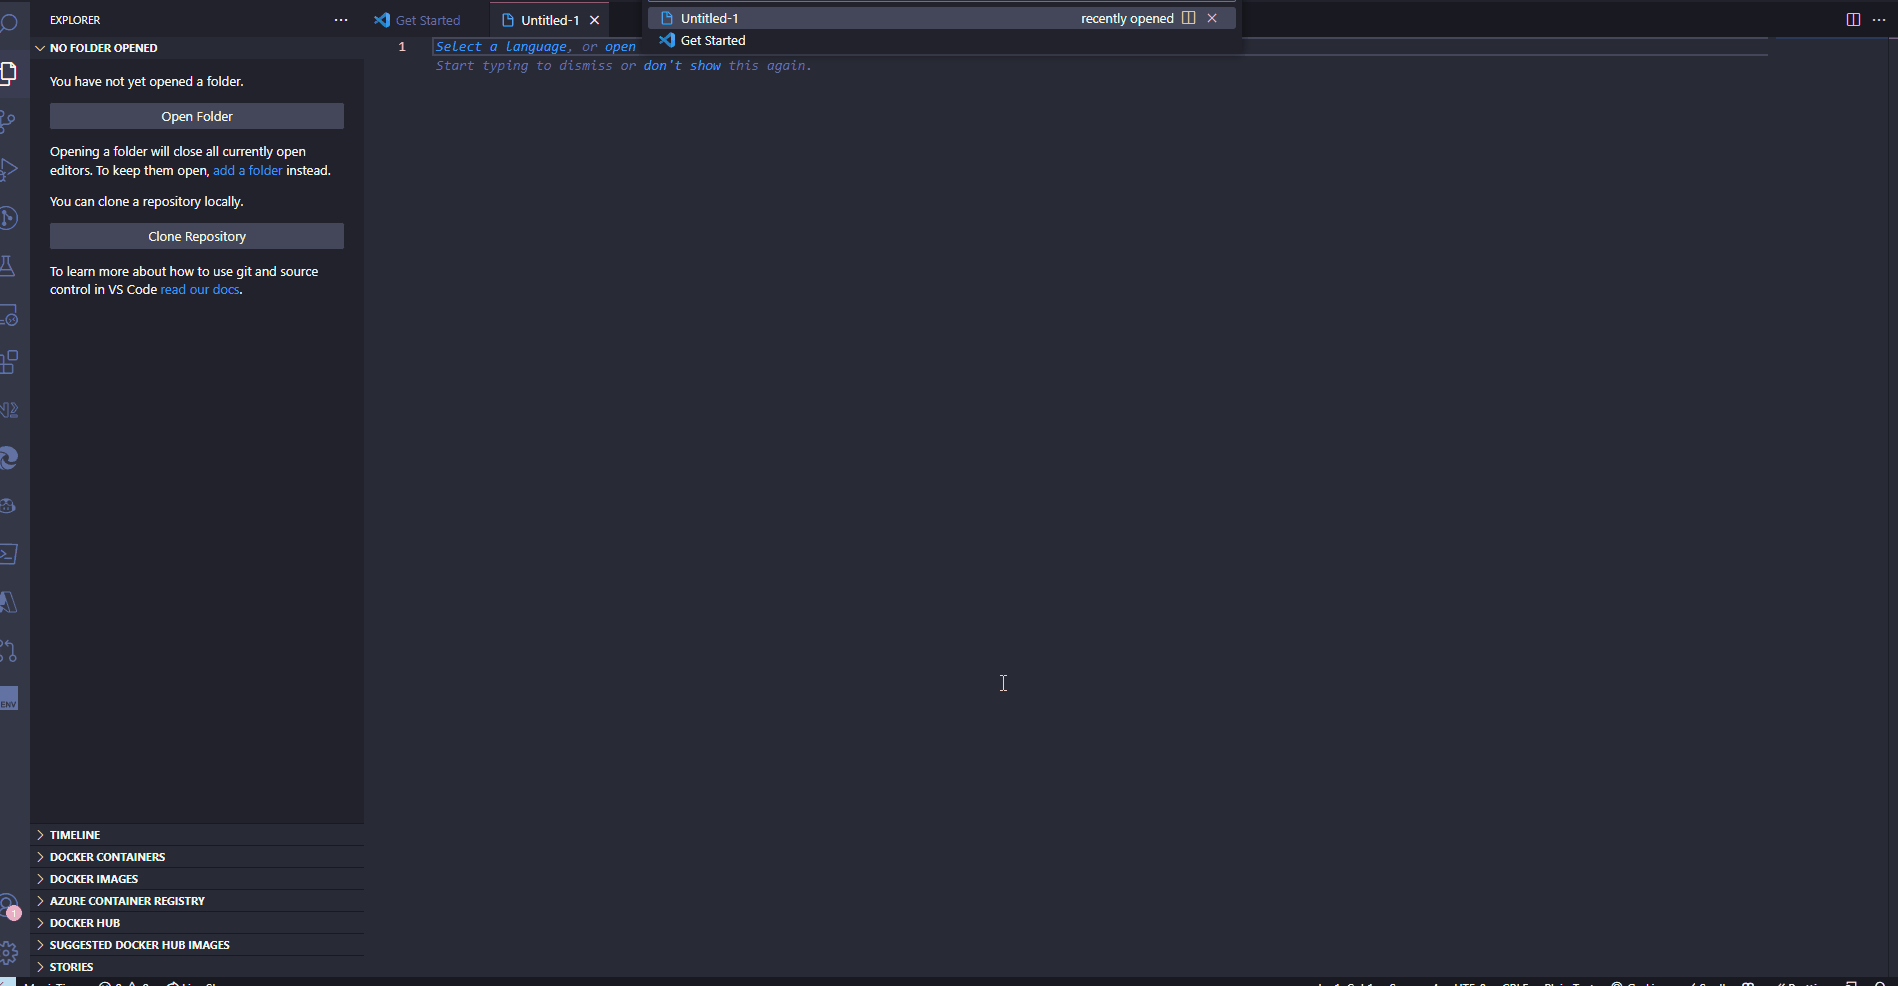 EXPLORER
Get Started
Untitled-1
Untitled-1 recently opened
Get Started
NO FOLDER OPENED
1 Select a language, or open
Start typing to dismiss or don't show this again.
You have not yet opened a folder.
Open Folder
Opening a folder will close all currently open
editors. To keep them open, add a folder instead.
You can clone a repository locally.
Clone Repository
To learn more about how to use git and source
control in VS Code read our docs.
ENV
TIMELINE
DOCKER CONTAINERS
DOCKER IMAGES
AZURE CONTAINER REGISTRY
1
DOCKER HUB
SUGGESTED DOCKER HUB IMAGES
STORIES